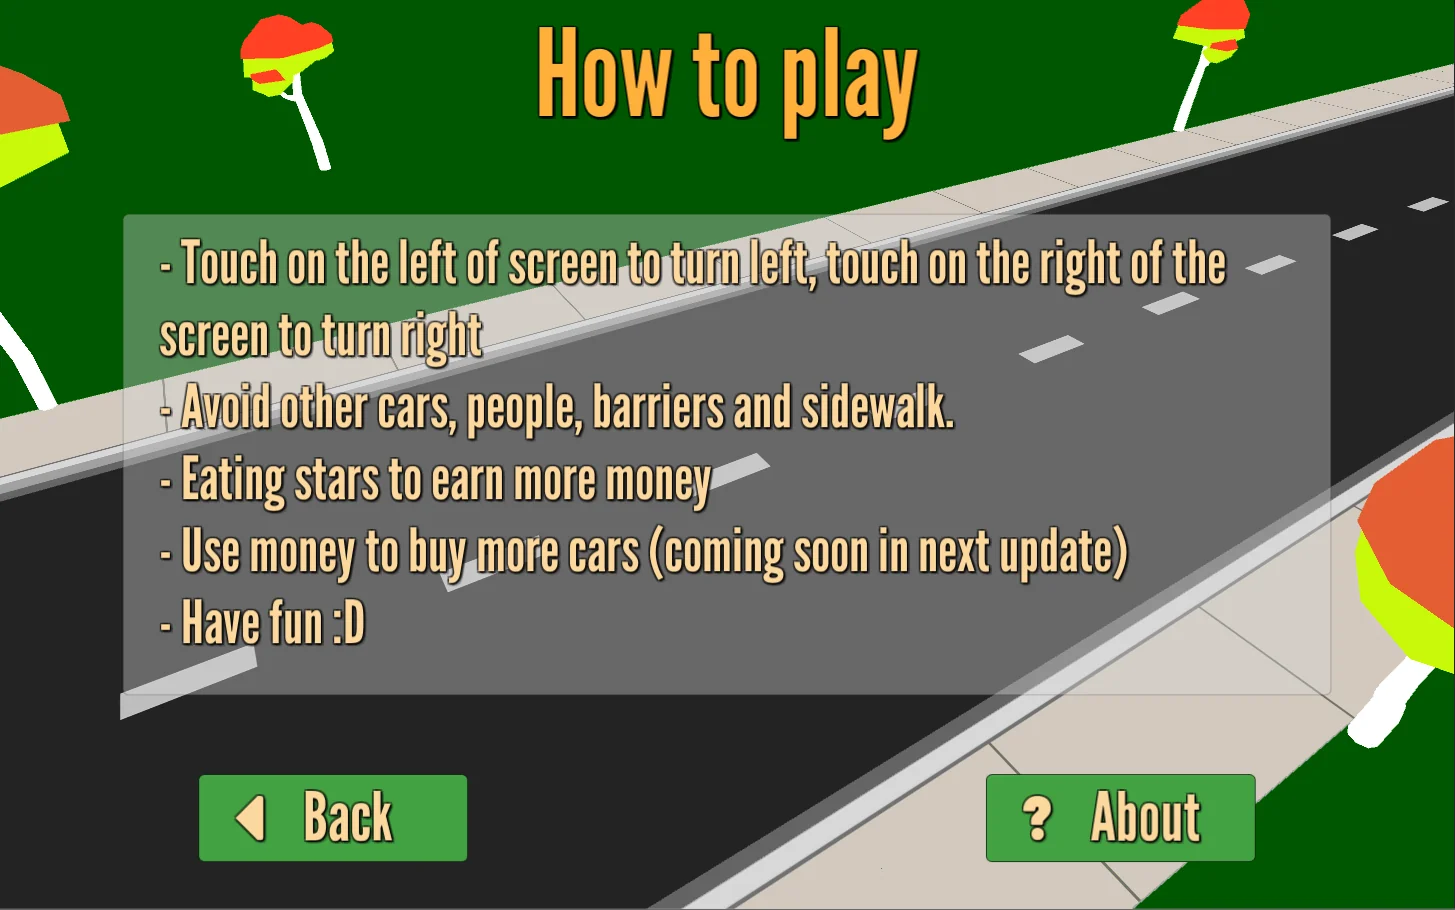 How to play
- Touch on the left of screen to turn left, touch on the right of the
screen to turn right
- Avoid other cars, people, barriers and sidewalk.
- Eating stars to earn more money
- Use money to buy more cars (coming soon in next update)
- Have fun :D
Back
? About